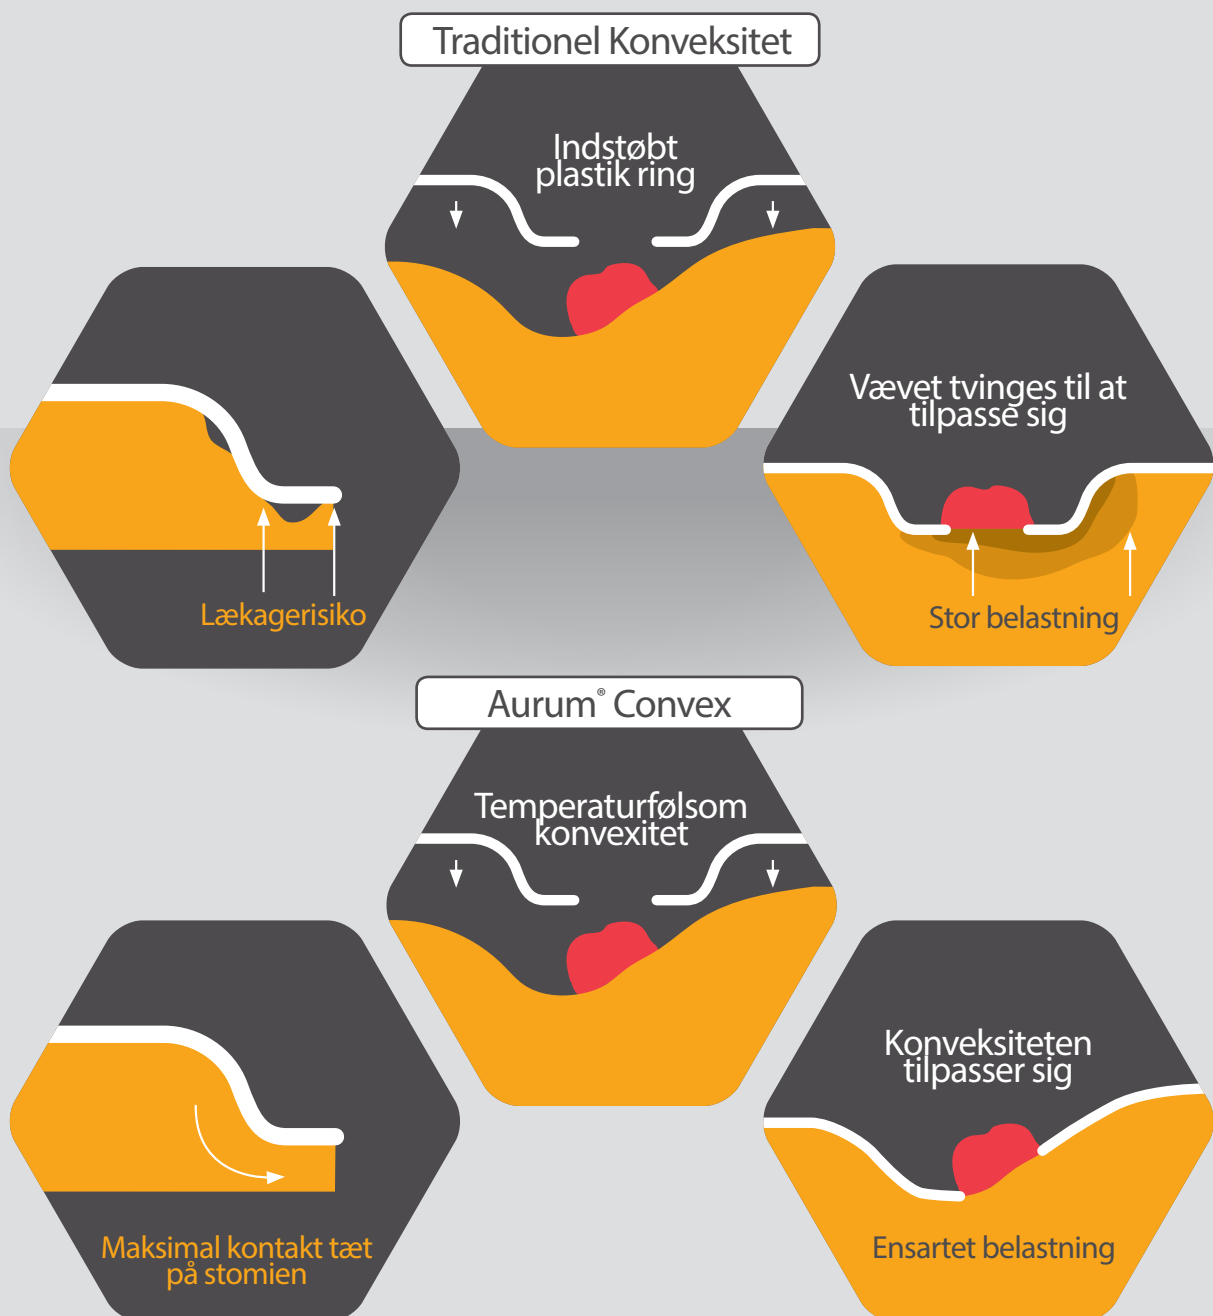 Traditionel Konveksitet
Indstøbt
plastik ring
Vævet tvinges til at
tilpasse sig
Lækagerisiko
Stor belastning
Aurum® Convex
Temperaturfølsom
konvexitet
Konveksiteten
tilpasser sig
Maksimal kontakt tæt
på stomien
Ensartet belastning